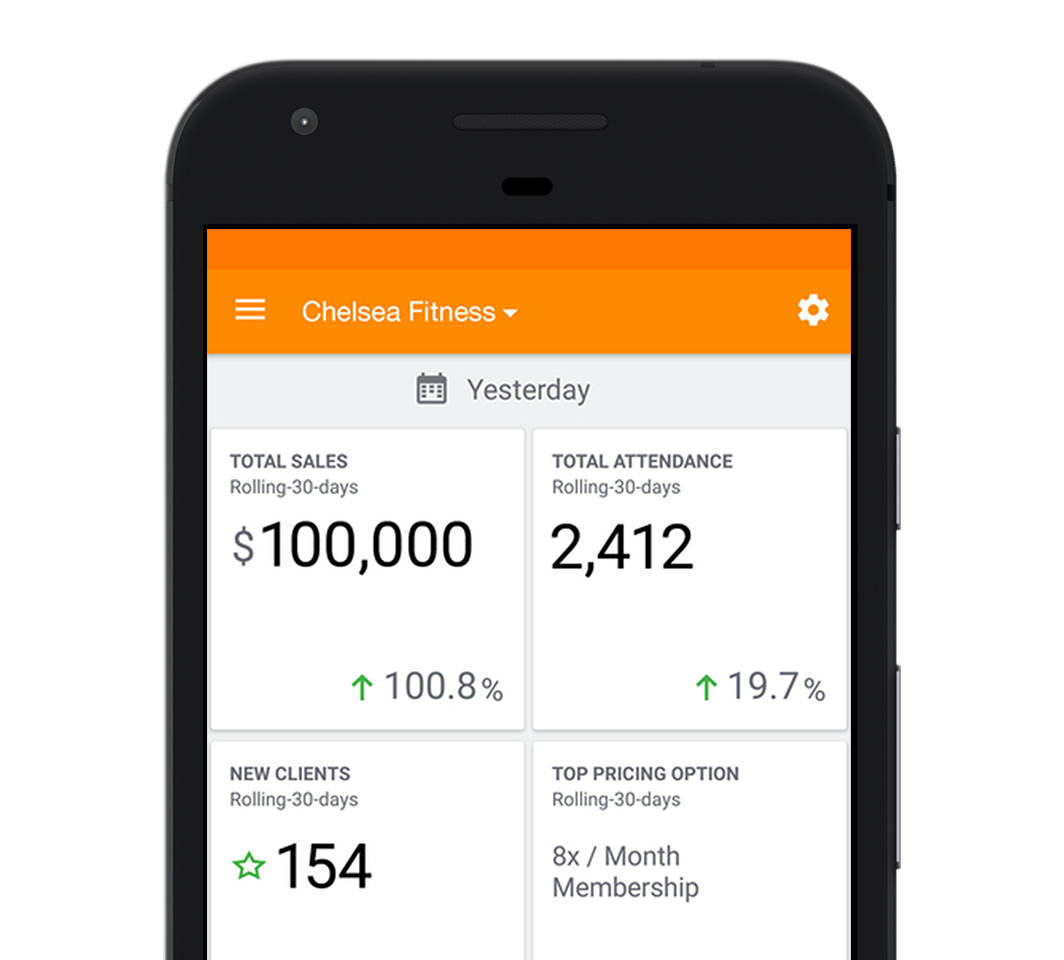 Chelsea Fitness
Yesterday
TOTAL SALES
Rolling-30-days
$100,000
100.8%
TOTAL ATTENDANCE
Rolling-30-days
2,412
19.7%
NEW CLIENTS
Rolling-30-days
154
TOP PRICING OPTION
Rolling-30-days
8x / Month
Membership